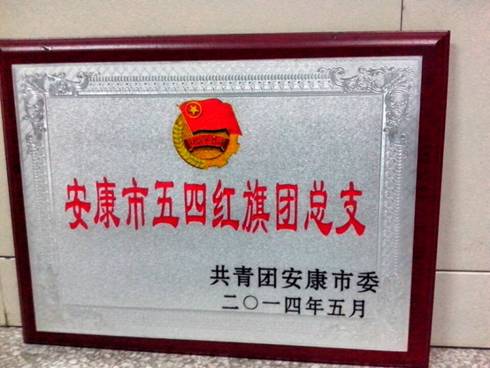 安康市五四红旗团总支
共青团安康市委
二〇一四年五月